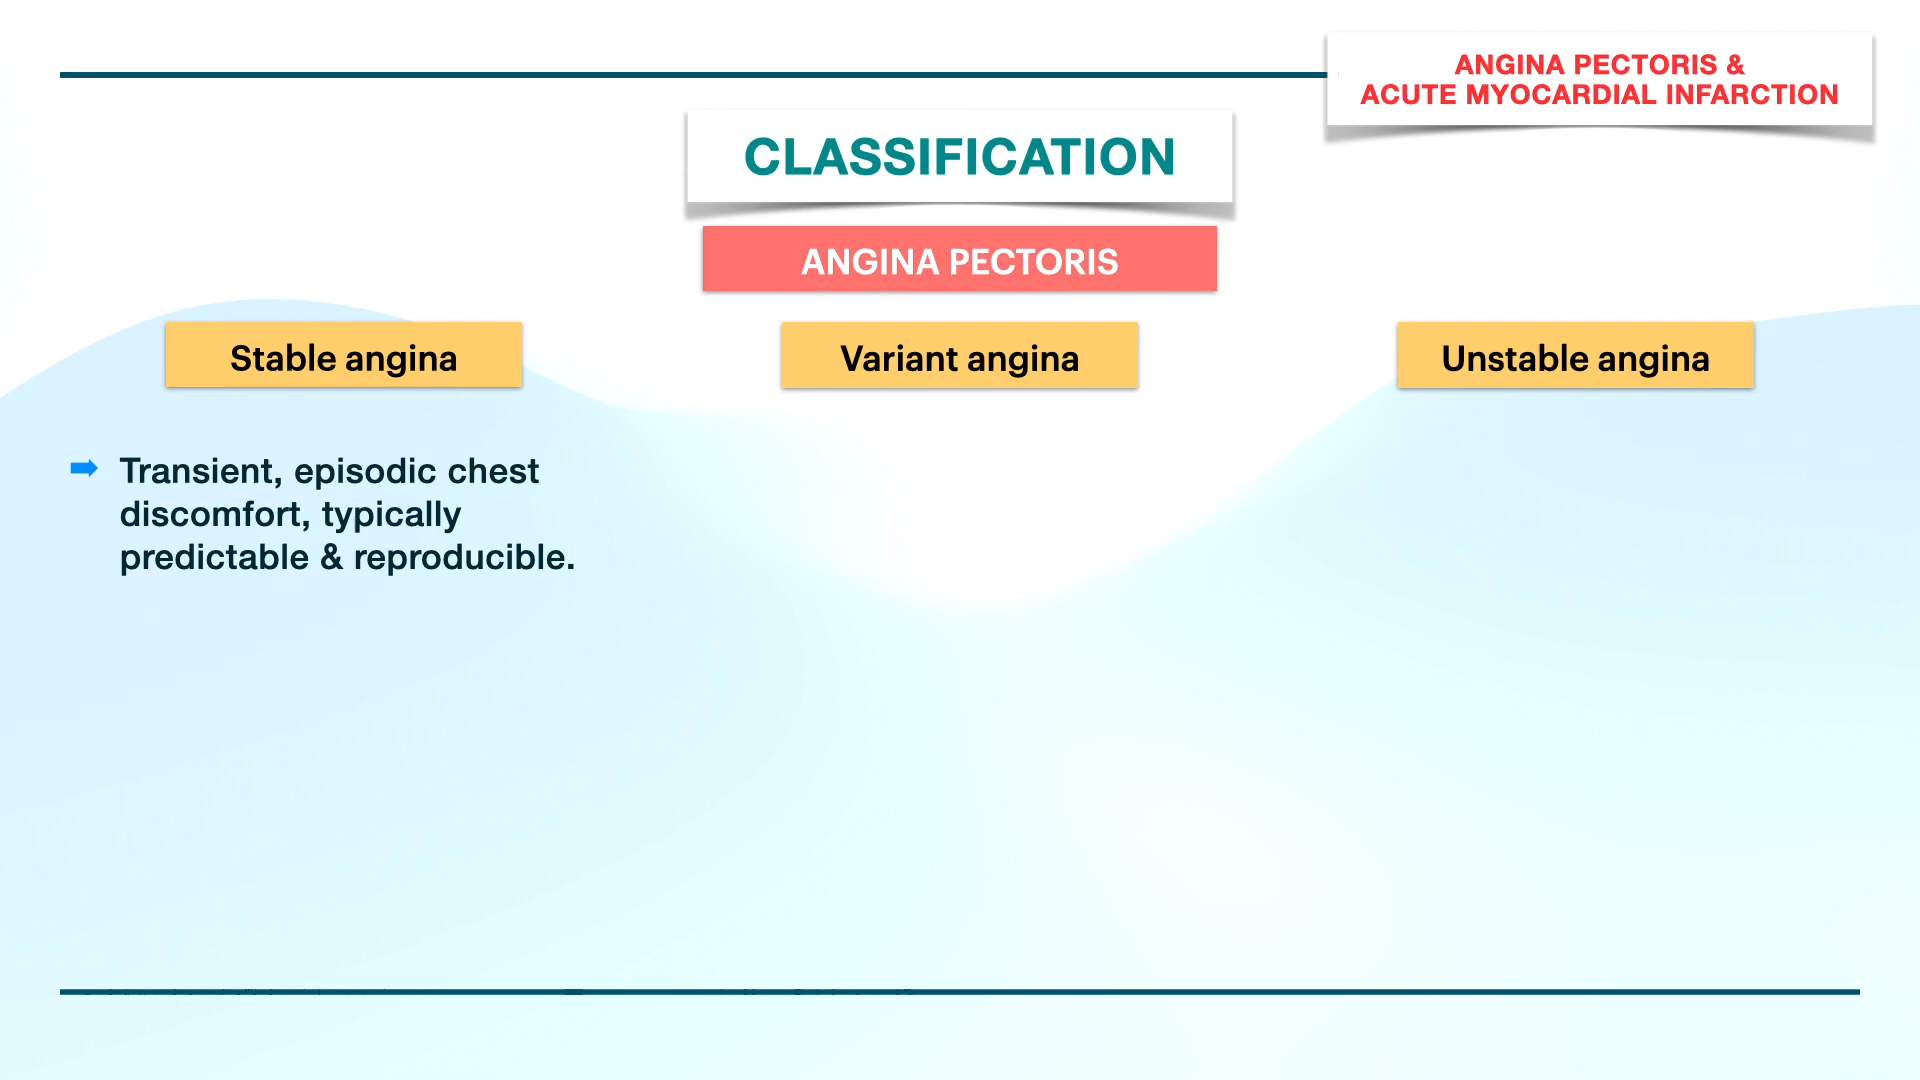 ANGINA PECTORIS &
ACUTE MYOCARDIAL INFARCTION
CLASSIFICATION
ANGINA PECTORIS
Stable angina
Variant angina
Unstable angina
Transient, episodic chest
discomfort, typically
predictable & reproducible.